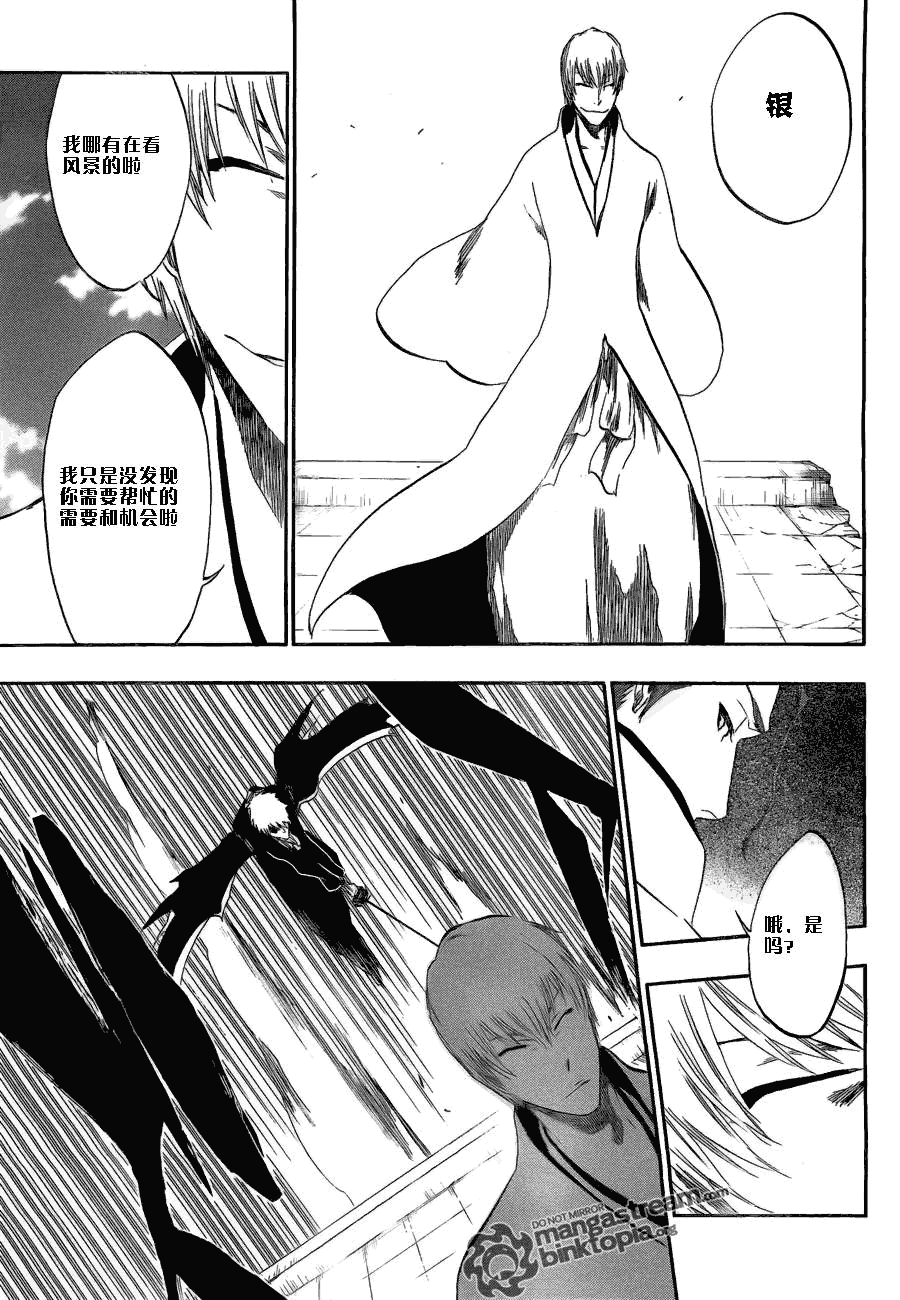 银
我哪有在看
风景的啦
我只是没发现
你需要帮忙的
需要和机会啦
哦，是
吗？
DO NOT MIRROR
mangastream.com
binktopia.org